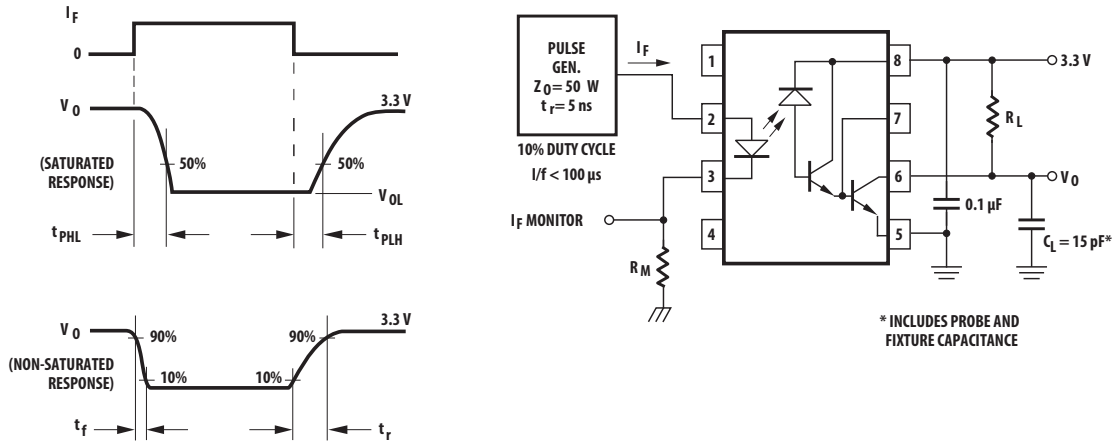 I F
0
V O
3.3 V
(SATURATED
RESPONSE)
50%
50%
V OL
t PHL
t PLH
V O
3.3 V
90%
90%
(NON-SATURATED
RESPONSE)
10%
10%
t f
t r
PULSE
GEN.
Z O = 50 W
t r = 5 ns
I F
10% DUTY CYCLE
I/f < 100 µs
I F MONITOR
R M
1
2
3
4
8
7
6
5
3.3 V
R L
V O
0.1 µF
C L = 15 pF*
* INCLUDES PROBE AND
FIXTURE CAPACITANCE